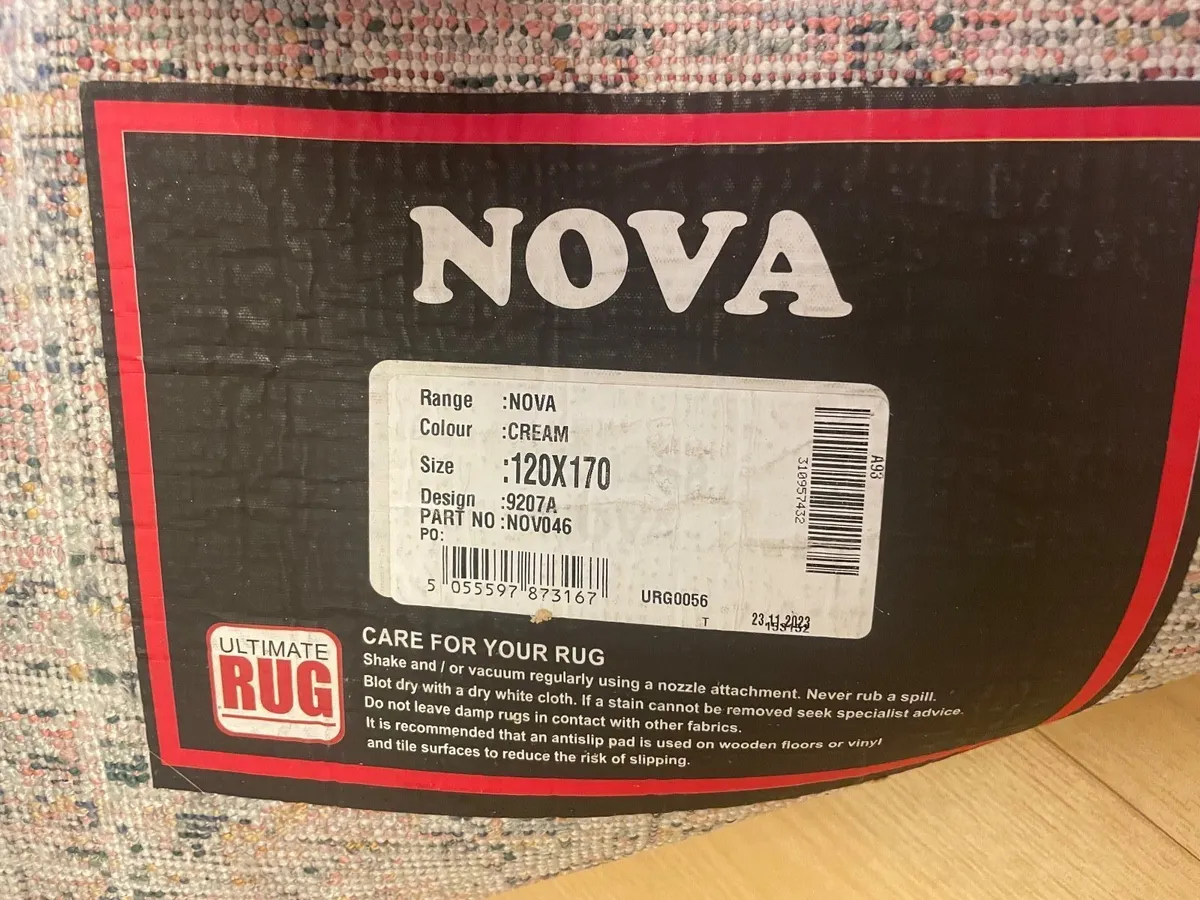 NOVA
Range :NOVA
Colour :CREAM
Size :120X170
Design :9207A
PART NO :NOV046
PO:
5 055597 873167
URG0056
T
23.11.2023
A93
310957432
ULTIMATE
RUG
CARE FOR YOUR RUG
Shake and / or vacuum regularly using a nozzle attachment. Never rub a spill.
Blot dry with a dry white cloth. If a stain cannot be removed seek specialist advice.
Do not leave damp rugs in contact with other fabrics.
It is recommended that an antislip pad is used on wooden floors or vinyl
and tile surfaces to reduce the risk of slipping.